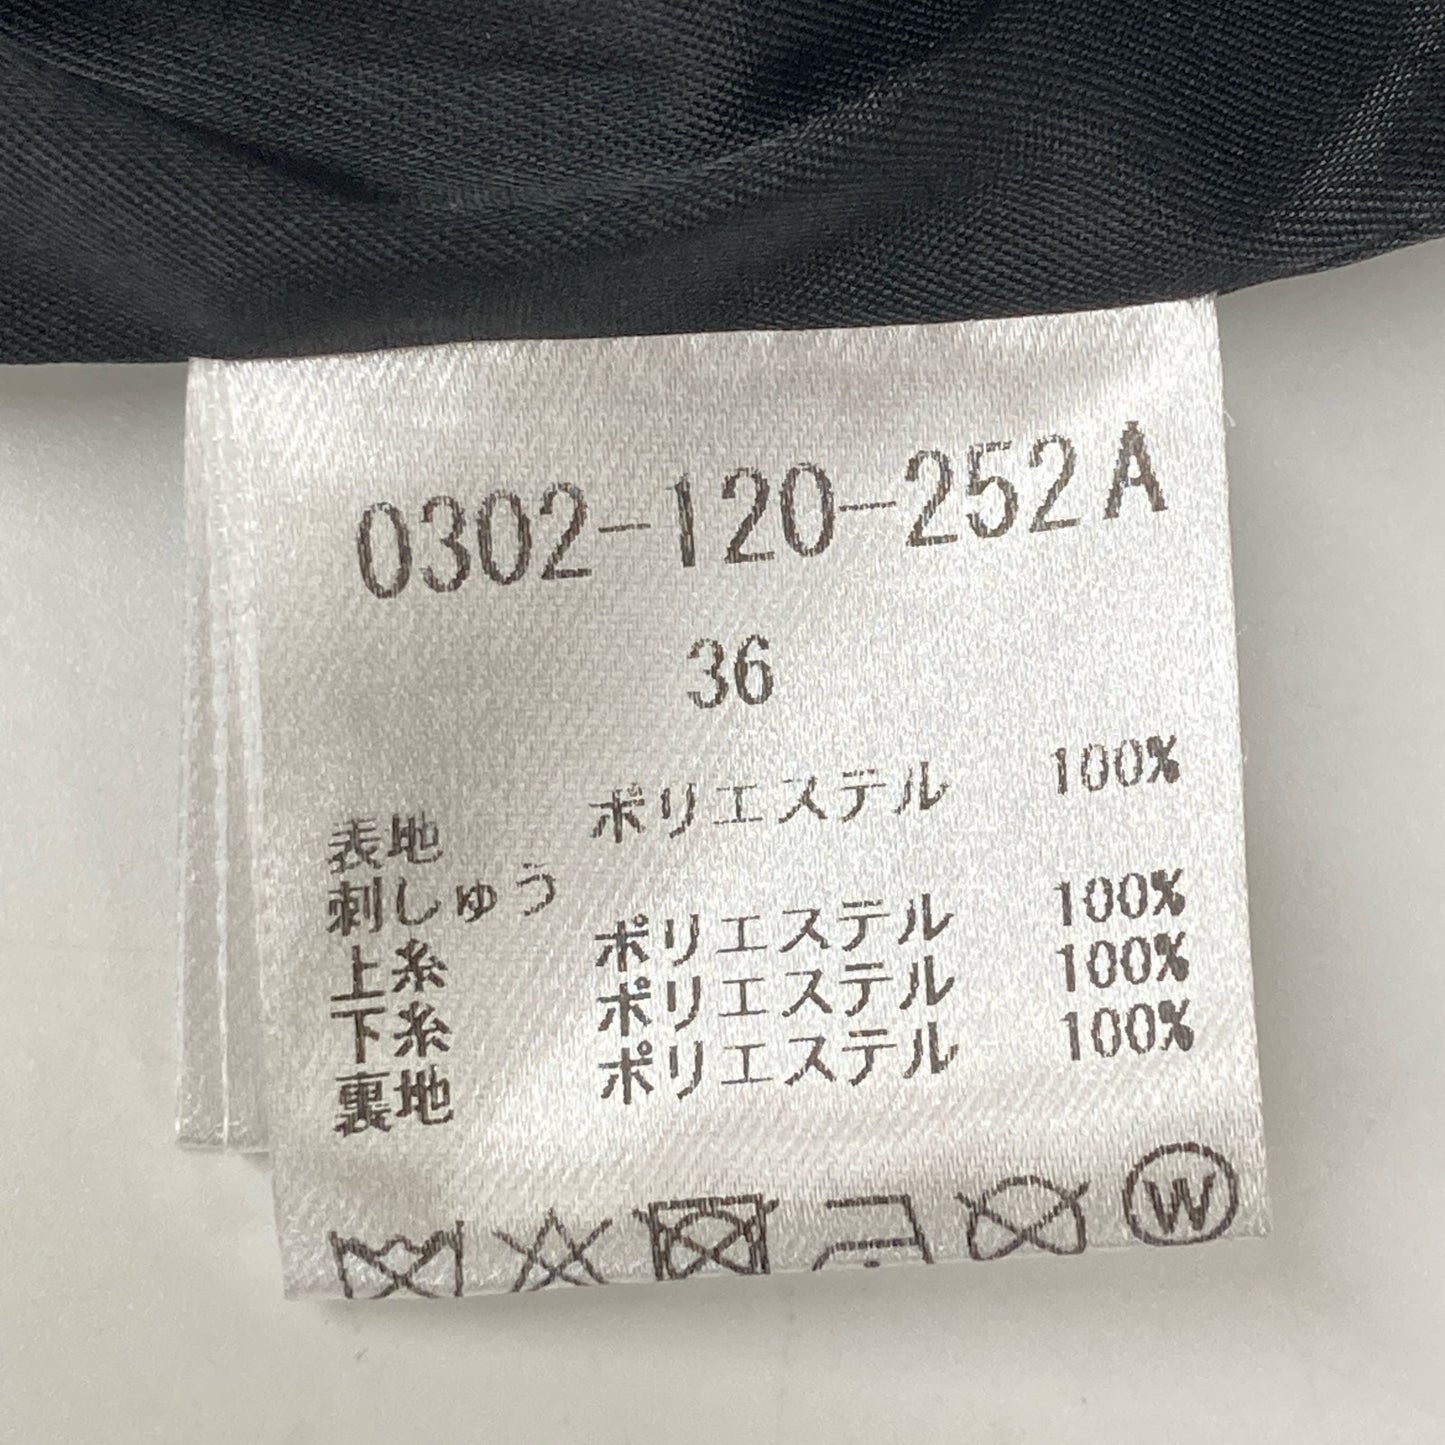 0302-120-252A
36
表地 ポリエステル 100%
刺しゅう
上糸 ポリエステル 100%
下糸 ポリエステル 100%
裏地 ポリエステル 100%
W